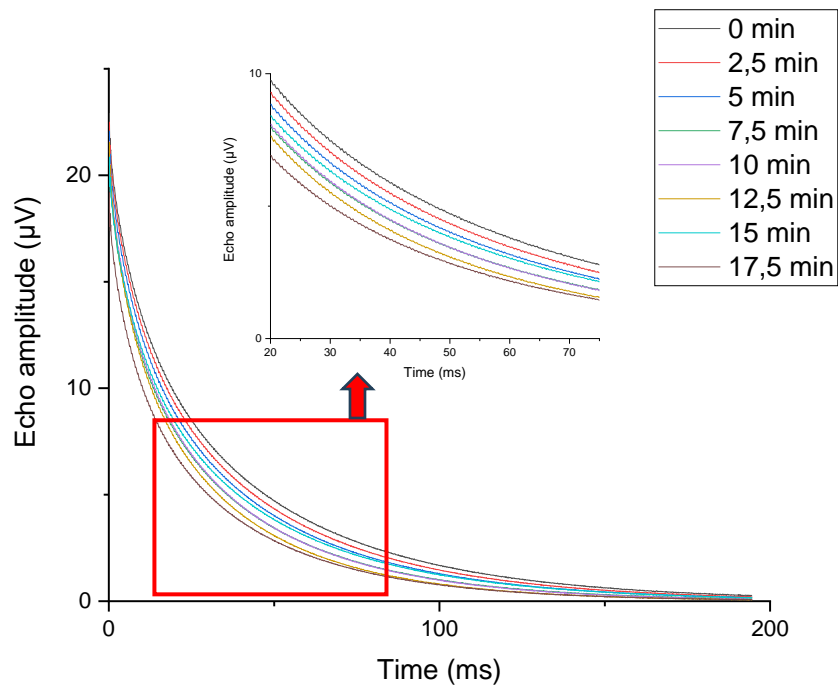 0 min
2,5 min
5 min
7,5 min
10 min
12,5 min
15 min
17,5 min
10
0
20 30 40 50 60 70
Time (ms)
Echo amplitude (µV)
20
10
0
0 100 200
Time (ms)
Echo amplitude (µV)